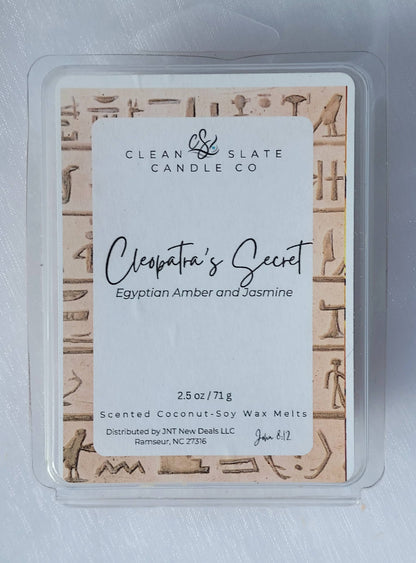 CLEAN SLATE
CANDLE CO
Cleopatra's Secret
Egyptian Amber and Jasmine
2.5 oz / 71 g
Scented Coconut-Soy Wax Melts
Distributed by JNT New Deals LLC
Ramseur, NC 27316
John 8:12